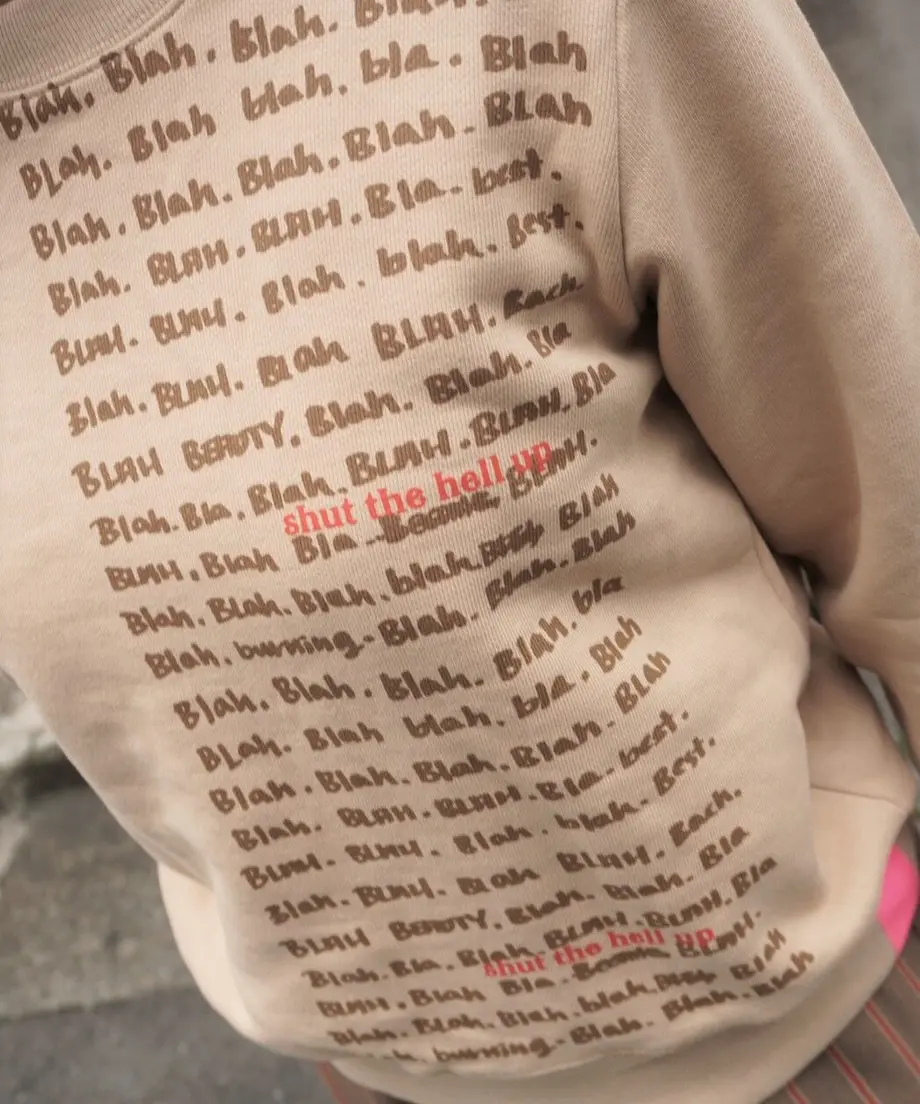 Blah. Blah. Blah. Blah.
BLah. Blah blah. bla. Blah
Blah. Blah. Blah. Blah. BLah
Blah. BLAH. BLAH. Bla. best.
BLAH. BLAH. Blah. blah. Best.
Blah. BLAH. Blah BLAH. Each.
BLAH BEAUTY. Blah. Blah. Bla
Blah. Bla. Blah. BLAH. BLAH. Bla
shut the hell up
BLAH. Blah Bla BLAH.
Blah. BLah. Blah. blah. Blah
Blah. burning-Blah. Blah. Blah
Blah. Blah. Blah. Blah. bla
BLah. Blah blah. bla. Blah
Blah. Blah. Blah. Blah. BLah
Blah. BLAH. BLAH. Bla-best.
BLAH. BLAH. Blah. blah. Best.
Blah. BLAH. Blah BLAH. Each.
BLAH BEAUTY. Blah. Blah. Bla
Blah. Bla. Blah. BLAH. BLAH. Bla
shut the hell up
BLAH. Blah Bla BLAH.
Blah. Blah. Blah. blah. Blah
burning-Blah. Blah. Blah